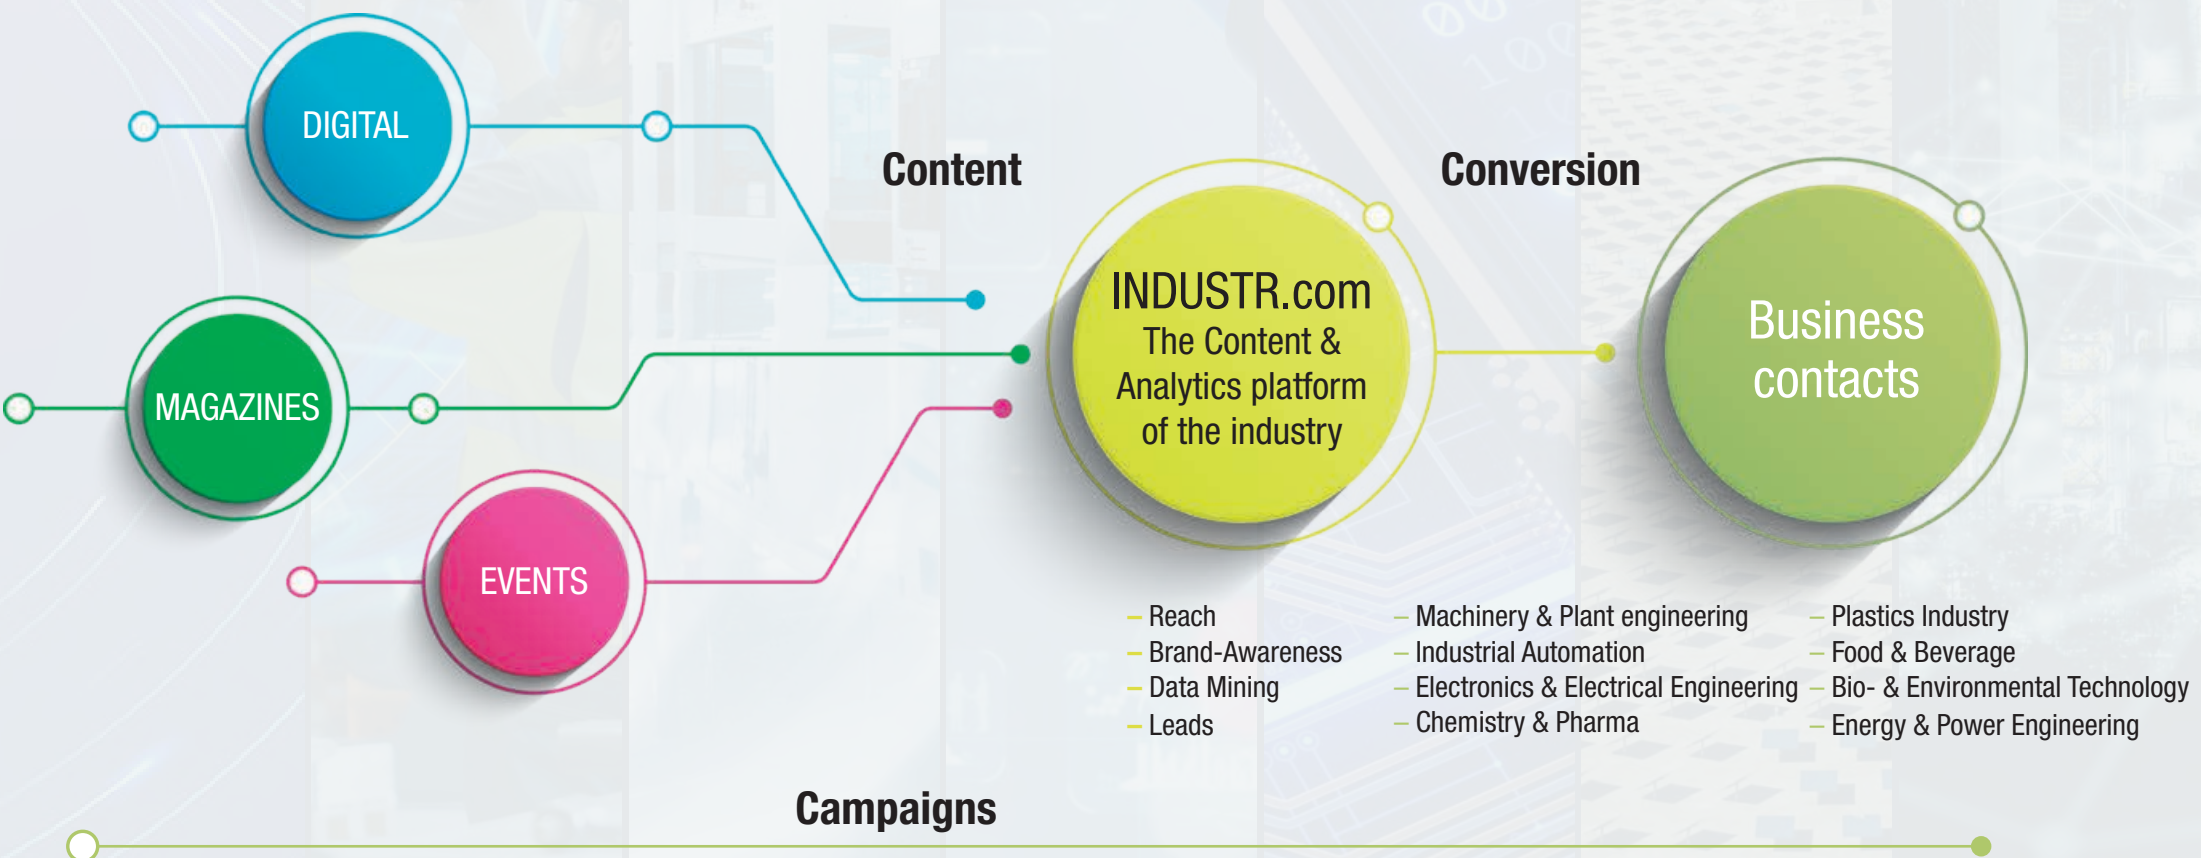 DIGITAL
MAGAZINES
EVENTS
Content
INDUSTR.com
The Content &
Analytics platform
of the industry
Conversion
Business
contacts
– Reach
– Brand-Awareness
– Data Mining
– Leads
– Machinery & Plant engineering
– Industrial Automation
– Electronics & Electrical Engineering
– Chemistry & Pharma
– Plastics Industry
– Food & Beverage
– Bio- & Environmental Technology
– Energy & Power Engineering
Campaigns